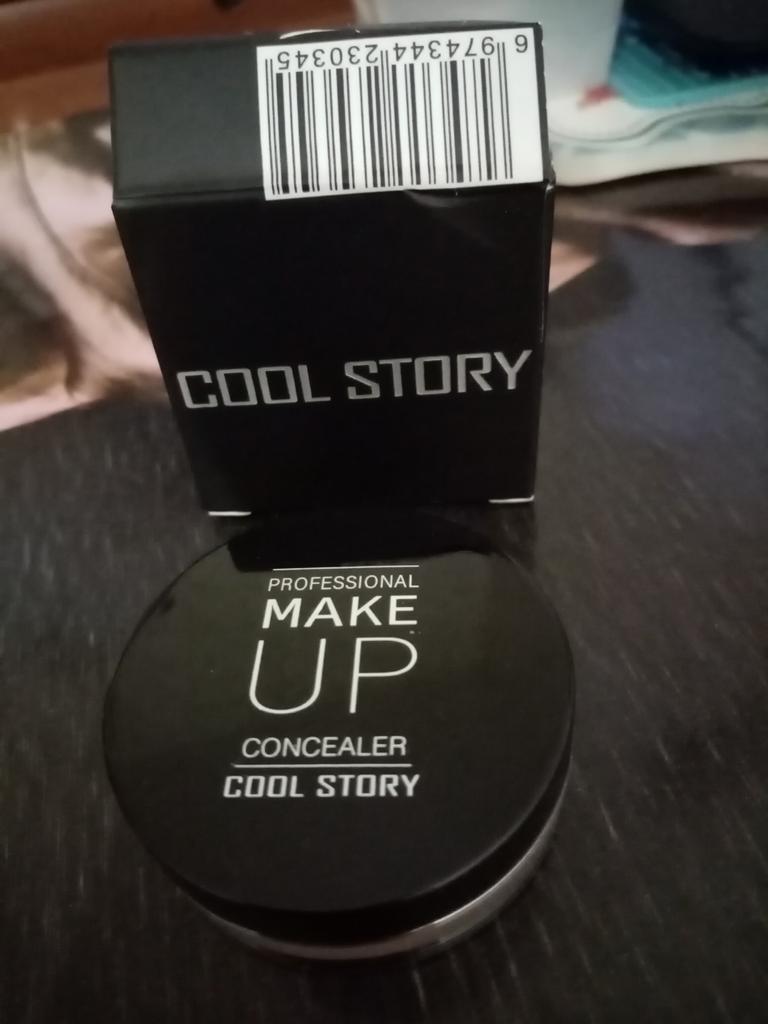 6 974344 230345
COOL STORY
PROFESSIONAL
MAKE
UP
CONCEALER
COOL STORY